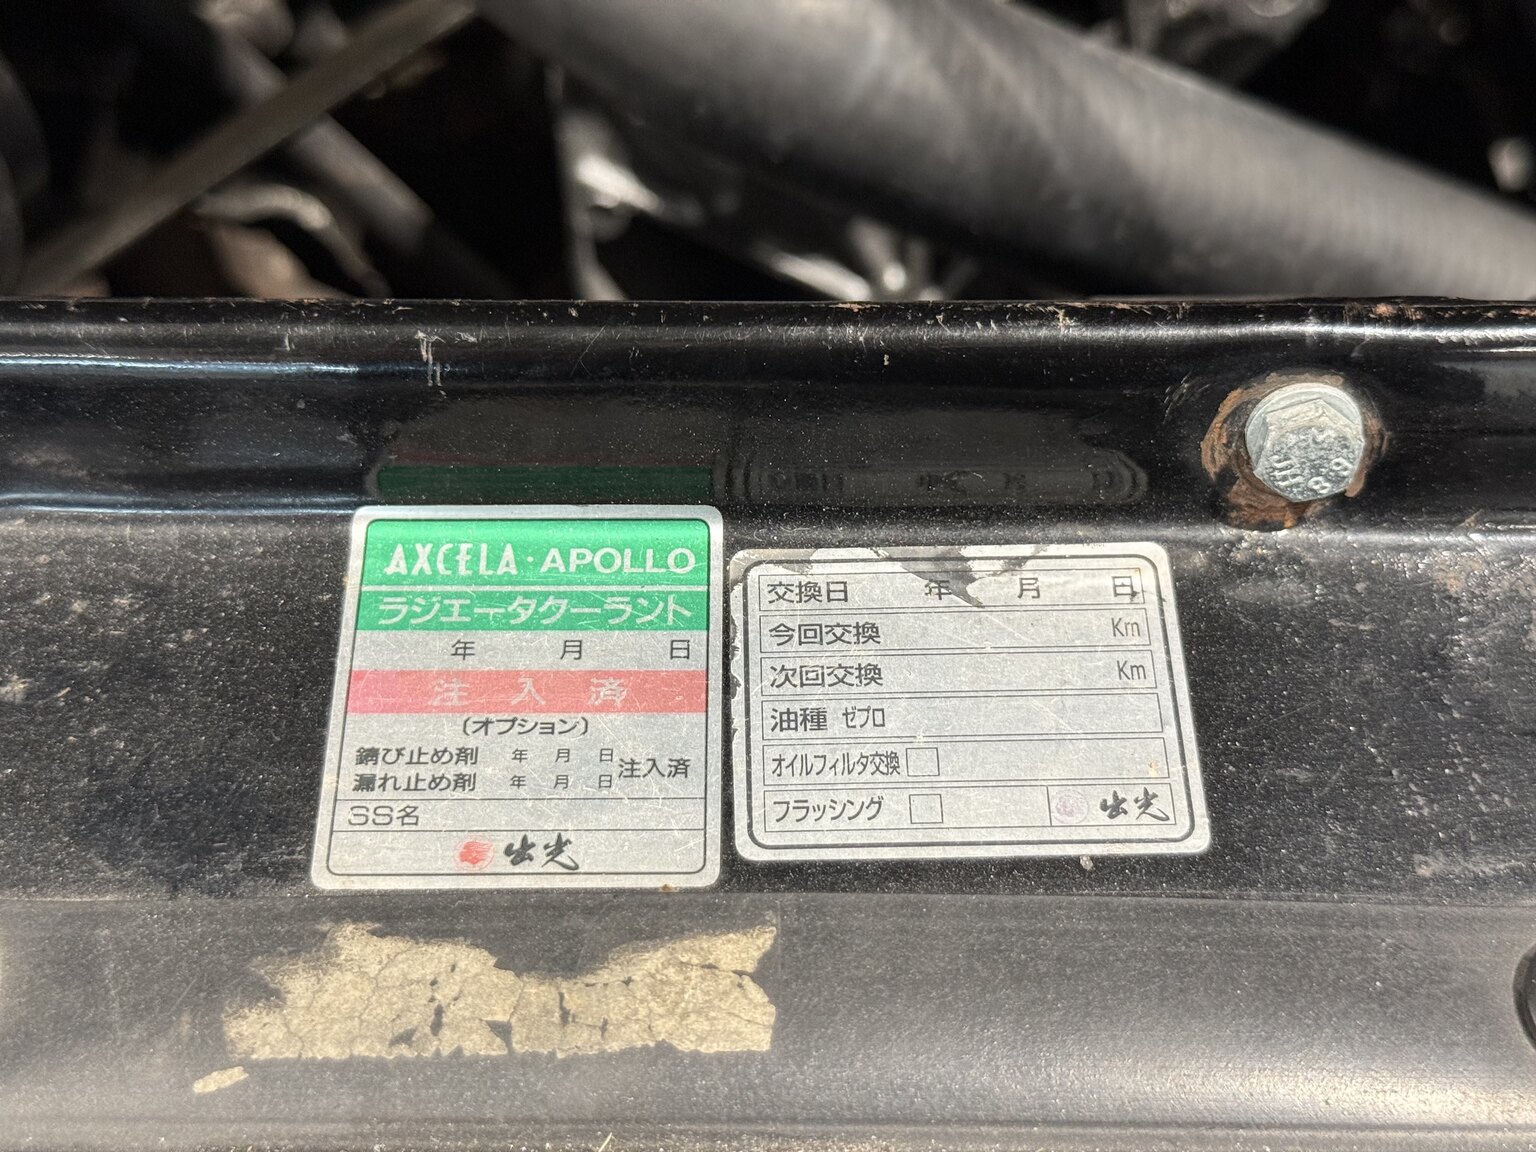 AXCELA・APOLLO
ラジエータクーラント
年 月 日
注入済
(オプション)
錆び止め剤 年 月 日
漏れ止め剤 年 月 日
注入済
SS名
出光
交換日 年 月 日
今回交換 Km
次回交換 Km
油種 ゼプロ
オイルフィルタ交換
フラッシング
出光